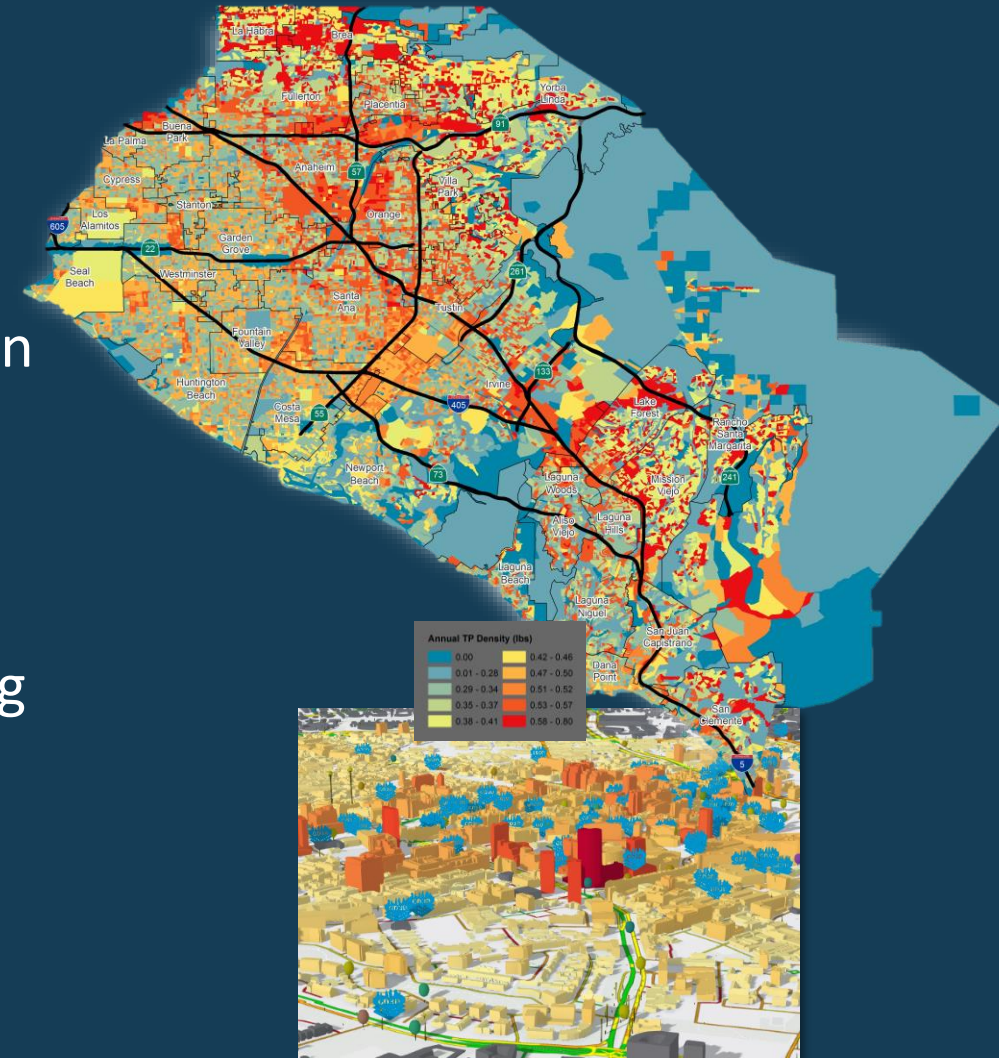 n
g
La Habra
Brea
Fullerton
Placentia
Yorba
Linda
91
Buena
Park
La Palma
Anaheim
57
Cypress
Villa
Park
Stanton
Orange
Los
Alamitos
605
Garden
Grove
22
Westminster
261
Seal
Beach
Santa
Ana
Tustin
Fountain
Valley
133
Huntington
Beach
Irvine
Costa
Mesa
55
405
Lake
Forest
Rancho
Santa
Margarita
Newport
Beach
73
Laguna
Woods
Mission
Viejo
241
Aliso
Viejo
Laguna
Hills
Laguna
Beach
Laguna
Niguel
San Juan
Capistrano
Dana
Point
San
Clemente
5
Annual TP Density (lbs)
0.00
0.42 - 0.46
0.01 - 0.28
0.47 - 0.50
0.29 - 0.34
0.51 - 0.52
0.35 - 0.37
0.53 - 0.57
0.38 - 0.41
0.58 - 0.80